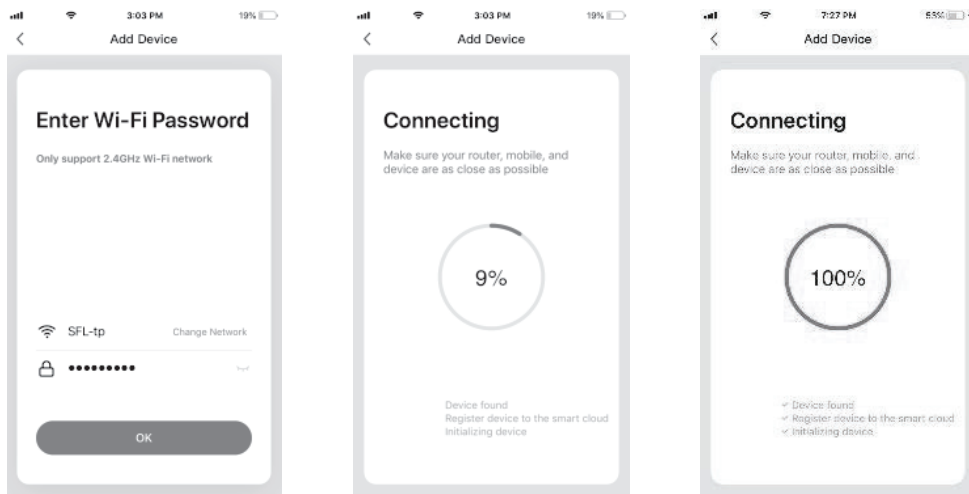 3:03 PM 19%
Add Device
Enter Wi-Fi Password
Only support 2.4GHz Wi-Fi network
SFL-tp Change Network
•••••••••
OK
3:03 PM 19%
Add Device
Connecting
Make sure your router, mobile, and
device are as close as possible
9%
Device found
Register device to the smart cloud
Initializing device
7:27 PM 53%
Add Device
Connecting
Make sure your router, mobile, and
device are as close as possible
100%
✓ Device found
✓ Register device to the smart cloud
✓ Initializing device